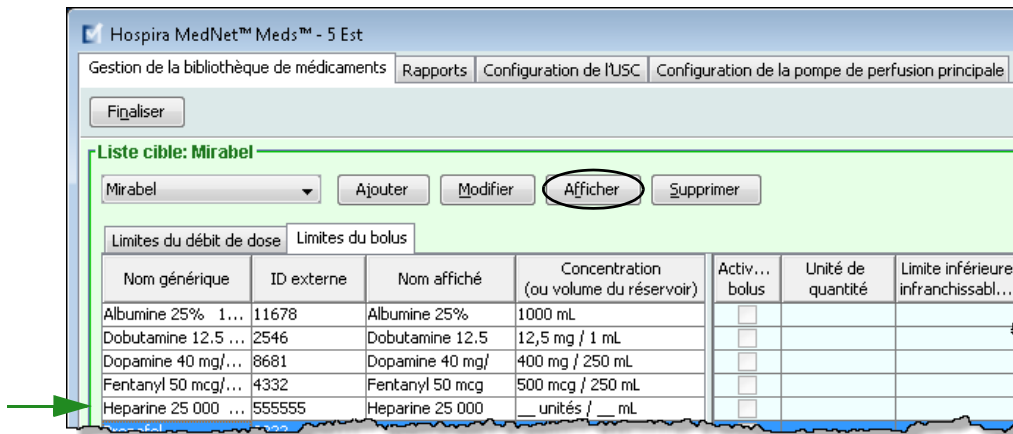 Hospira MedNet™ Meds™ - 5 Est
Gestion de la bibliothèque de médicaments Rapports Configuration de l'USC Configuration de la pompe de perfusion principale
Finaliser
Liste cible: Mirabel
Mirabel Ajouter Modifier Afficher Supprimer
Limites du débit de dose Limites du bolus
Nom générique ID externe Nom affiché Concentration (ou volume du réservoir) Activ... bolus Unité de quantité Limite inférieure infranchissabl...
Albumine 25% 1... 11678 Albumine 25% 1000 mL
Dobutamine 12.5 ... 2546 Dobutamine 12.5 12,5 mg / 1 mL
Dopamine 40 mg/... 8681 Dopamine 40 mg/ 400 mg / 250 mL
Fentanyl 50 mcg/... 4332 Fentanyl 50 mcg 500 mcg / 250 mL
Heparine 25 000 ... 555555 Heparine 25 000 __ unités / __ mL